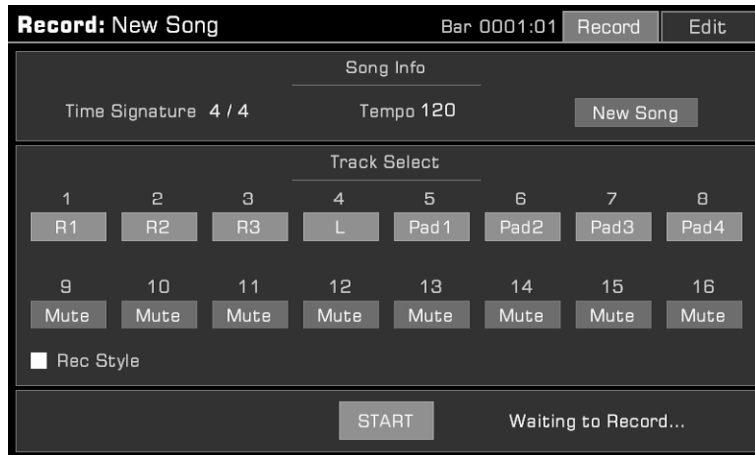 Record: New Song Bar 0001:01 Record Edit
Song Info
Time Signature 4 / 4 Tempo 120 New Song
Track Select
1 2 3 4 5 6 7 8
R1 R2 R3 L Pad1 Pad2 Pad3 Pad4
9 10 11 12 13 14 15 16
Mute Mute Mute Mute Mute Mute Mute Mute
Rec Style
START Waiting to Record...